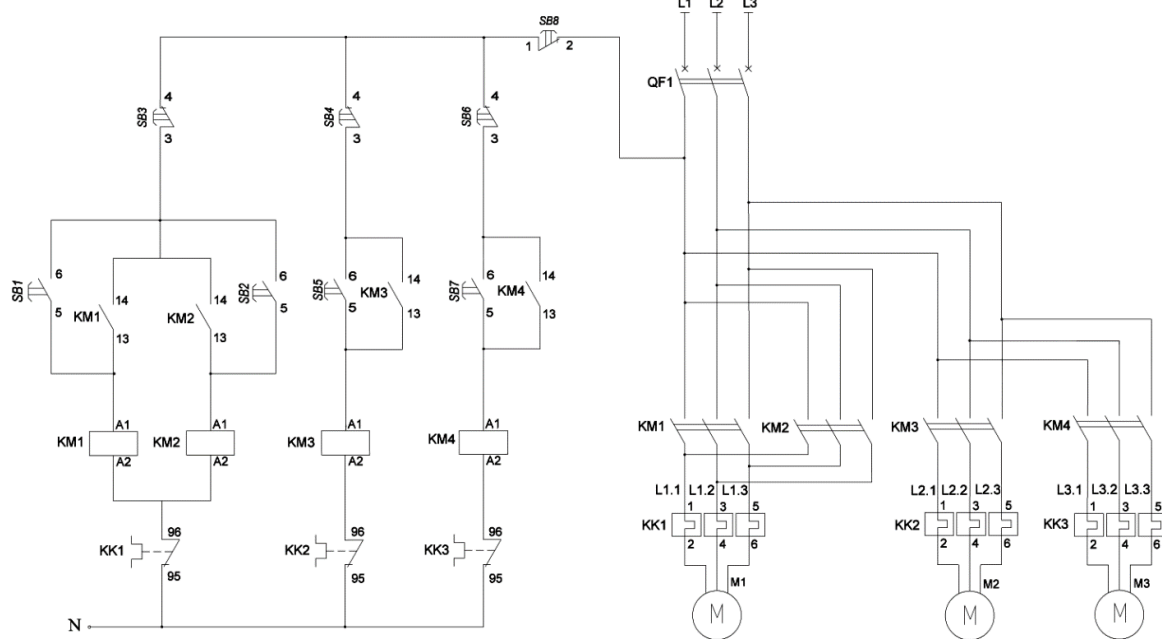 L1 L2 L3
SB8
1 2
QF1
4 4 4
SB3 SB4 SB6
3 3 3
6 6 6 6
14 14 14 14
SB1 KM1 KM2 SB2 SB5 KM3 SB7 KM4
5 5 5 5
13 13 13 13
A1 A1 A1 A1
KM1 KM2 KM3 KM4
A2 A2 A2 A2
KM1 KM2 KM3 KM4
L1.1 L1.2 L1.3 L2.1 L2.2 L2.3 L3.1 L3.2 L3.3
1 3 5 1 3 5 1 3 5
KK1 KK2 KK3
2 4 6 2 4 6 2 4 6
96 96 96
KK1 KK2 KK3
95 95 95
M1 M2 M3
M M M
N